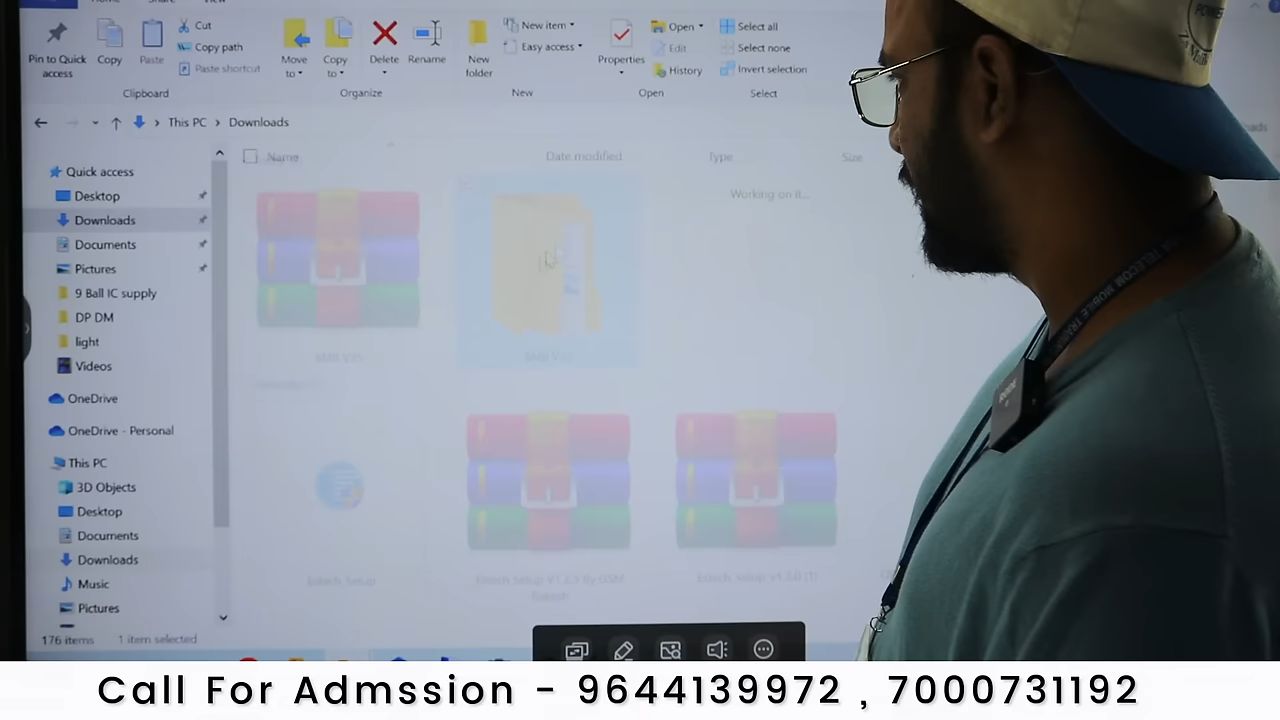 Pin to Quick access
Copy
Paste
Cut
Copy path
Paste shortcut
Clipboard
Move to
Copy to
Delete
Rename
Organize
New folder
New item
Easy access
New
Properties
Open
Edit
History
Open
Select all
Select none
Invert selection
Select
This PC > Downloads
Name
Date modified
Type
Size
Working on it...
Quick access
Desktop
Downloads
Documents
Pictures
9 Ball IC supply
DP DM
light
Videos
OneDrive
OneDrive - Personal
This PC
3D Objects
Desktop
Documents
Downloads
Music
Pictures
176 items 1 item selected
Call For Admssion - 9644139972 , 7000731192